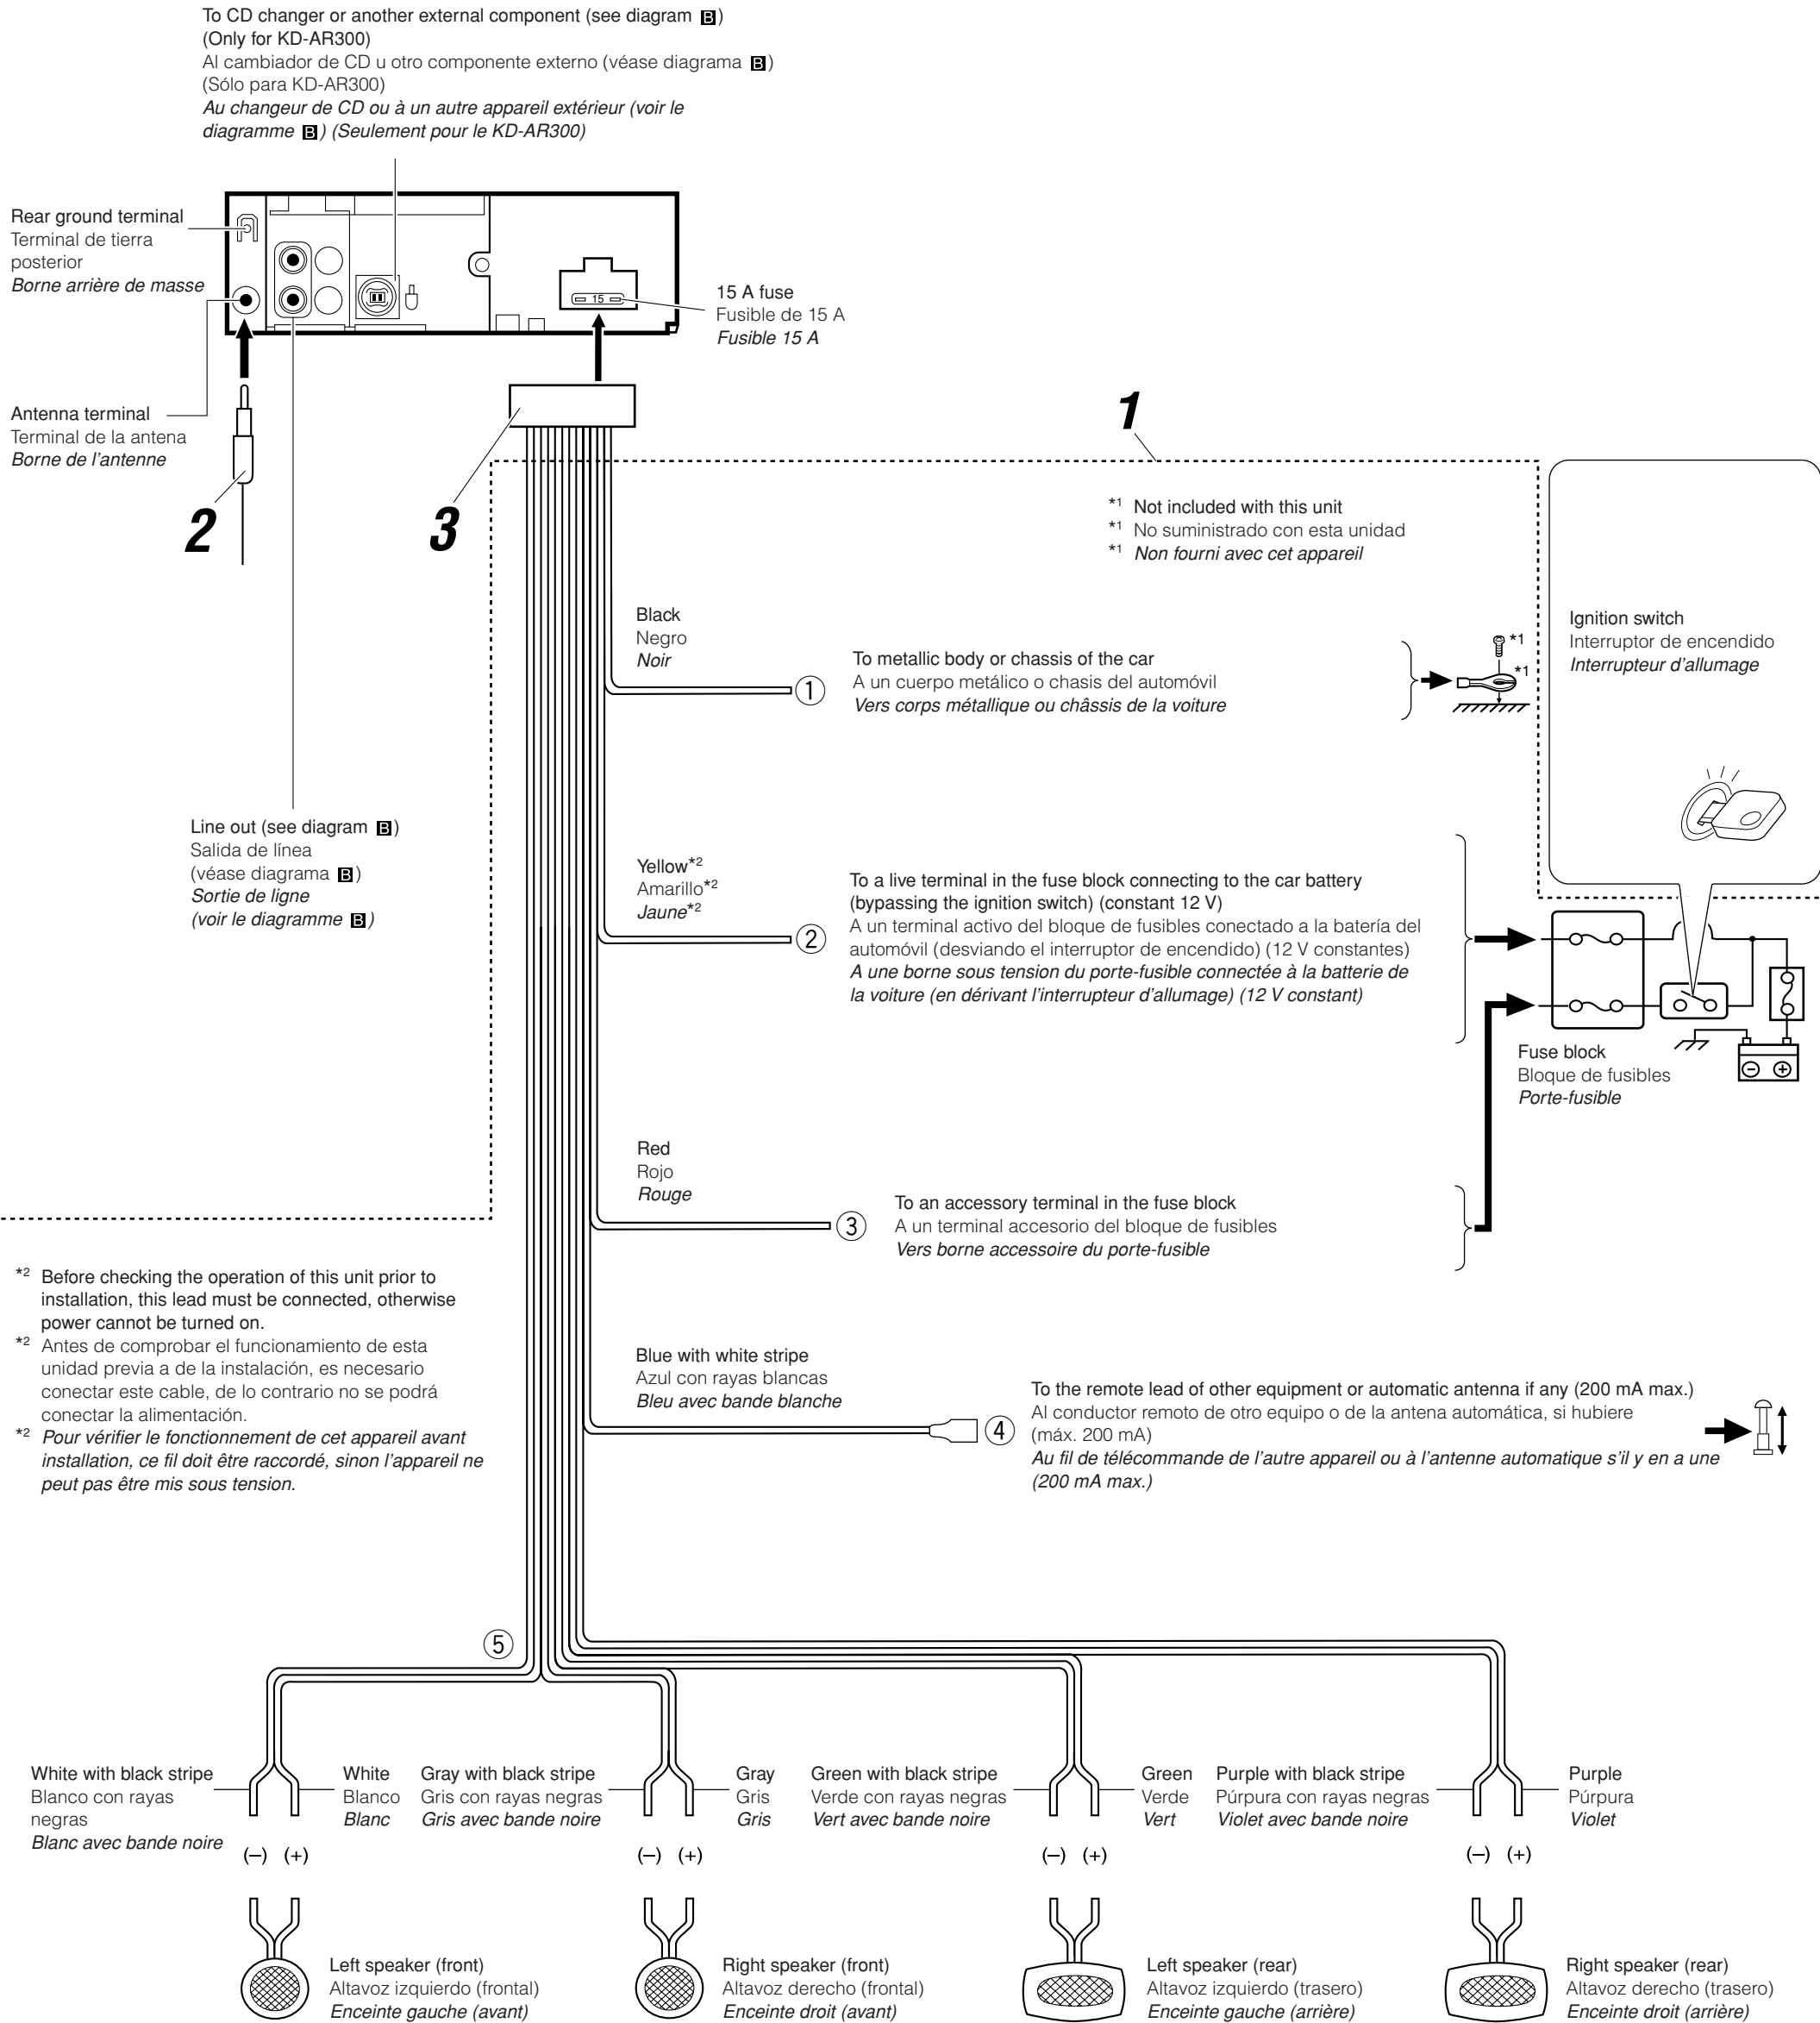 To CD changer or another external component (see diagram B)
(Only for KD-AR300)
Al cambiador de CD u otro componente externo (véase diagrama B)
(Sólo para KD-AR300)
Au changeur de CD ou à un autre appareil extérieur (voir le
diagramme B) (Seulement pour le KD-AR300)
Rear ground terminal
Terminal de tierra
posterior
Borne arrière de masse
15
15 A fuse
Fusible de 15 A
Fusible 15 A
Antenna terminal
Terminal de la antena
Borne de l'antenne
2
3
1
*1 Not included with this unit
*1 No suministrado con esta unidad
*1 Non fourni avec cet appareil
Ignition switch
Interruptor de encendido
Interrupteur d'allumage
Black
Negro
Noir
①
To metallic body or chassis of the car
A un cuerpo metálico o chasis del automóvil
Vers corps métallique ou châssis de la voiture
*1
*1
Line out (see diagram B)
Salida de línea
(véase diagrama B)
Sortie de ligne
(voir le diagramme B)
Yellow*2
Amarillo*2
Jaune*2
②
To a live terminal in the fuse block connecting to the car battery
(bypassing the ignition switch) (constant 12 V)
A un terminal activo del bloque de fusibles conectado a la batería del
automóvil (desviando el interruptor de encendido) (12 V constantes)
A une borne sous tension du porte-fusible connectée à la batterie de
la voiture (en dérivant l'interrupteur d'allumage) (12 V constant)
Fuse block
Bloque de fusibles
Porte-fusible
Red
Rojo
Rouge
③
To an accessory terminal in the fuse block
A un terminal accesorio del bloque de fusibles
Vers borne accessoire du porte-fusible
*2 Before checking the operation of this unit prior to
installation, this lead must be connected, otherwise
power cannot be turned on.
*2 Antes de comprobar el funcionamiento de esta
unidad previa a de la instalación, es necesario
conectar este cable, de lo contrario no se podrá
conectar la alimentación.
*2 Pour vérifier le fonctionnement de cet appareil avant
installation, ce fil doit être raccordé, sinon l'appareil ne
peut pas être mis sous tension.
Blue with white stripe
Azul con rayas blancas
Bleu avec bande blanche
④
To the remote lead of other equipment or automatic antenna if any (200 mA max.)
Al conductor remoto de otro equipo o de la antena automática, si hubiere
(máx. 200 mA)
Au fil de télécommande de l'autre appareil ou à l'antenne automatique s'il y en a une
(200 mA max.)
⑤
White with black stripe
Blanco con rayas
negras
Blanc avec bande noire
White
Blanco
Blanc
Gray with black stripe
Gris con rayas negras
Gris avec bande noire
Gray
Gris
Gris
Green with black stripe
Verde con rayas negras
Vert avec bande noire
Green
Verde
Vert
Purple with black stripe
Púrpura con rayas negras
Violet avec bande noire
Purple
Púrpura
Violet
(–) (+)
(–) (+)
(–) (+)
(–) (+)
Left speaker (front)
Altavoz izquierdo (frontal)
Enceinte gauche (avant)
Right speaker (front)
Altavoz derecho (frontal)
Enceinte droit (avant)
Left speaker (rear)
Altavoz izquierdo (trasero)
Enceinte gauche (arrière)
Right speaker (rear)
Altavoz derecho (trasero)
Enceinte droit (arrière)